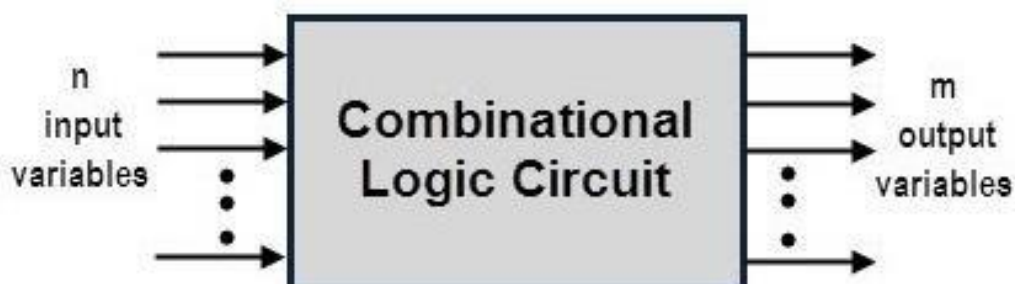 n
input
variables
Combinational
Logic Circuit
m
output
variables